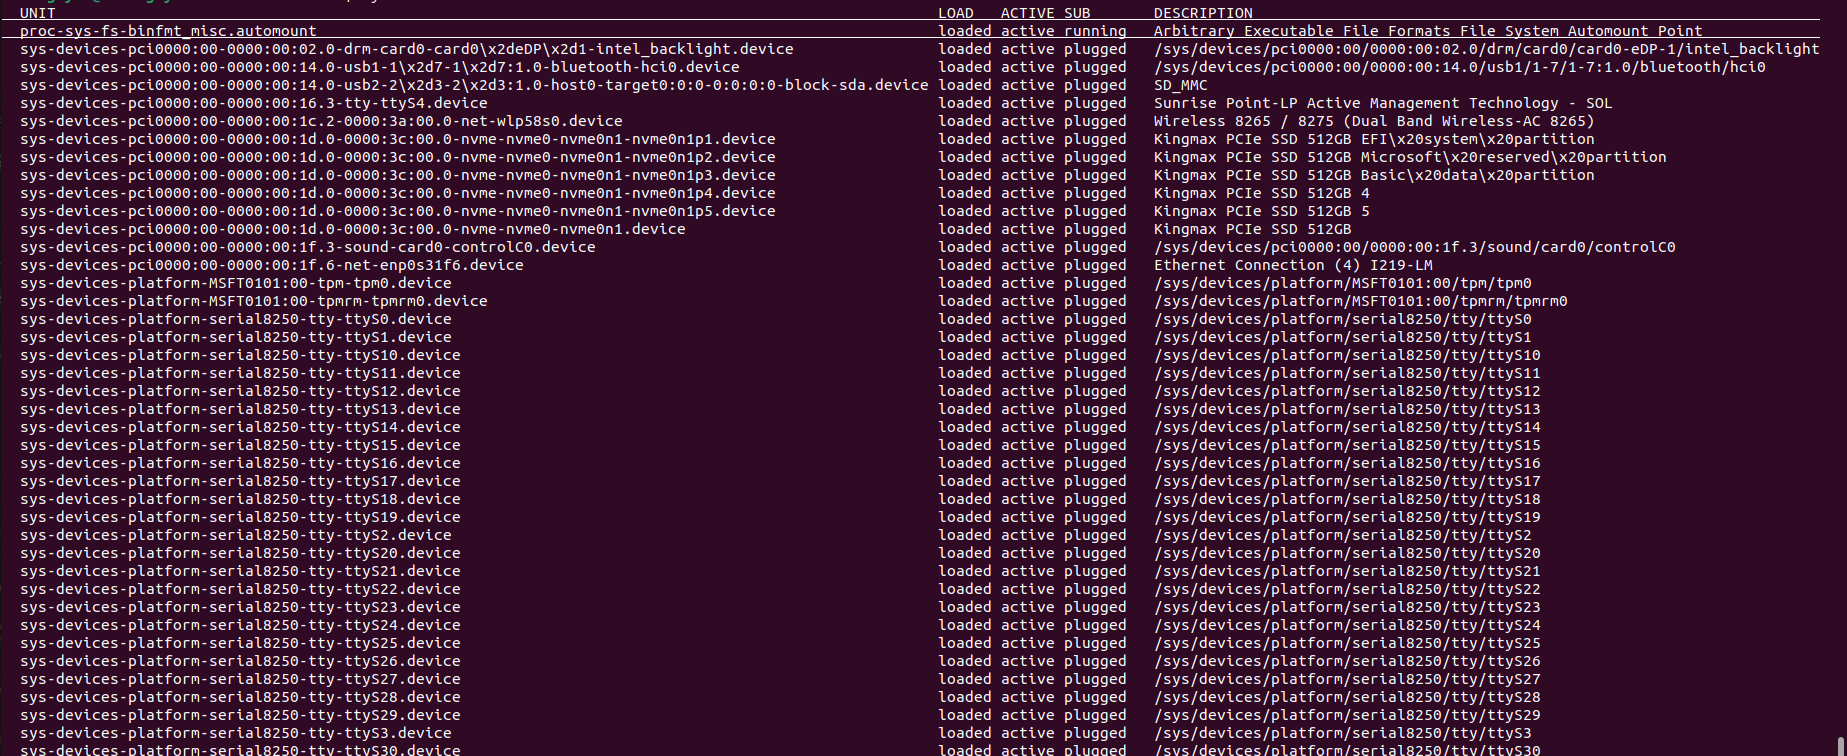 UNIT LOAD ACTIVE SUB DESCRIPTION
proc-sys-fs-binfmt_misc.automount loaded active running Arbitrary Executable File Formats File System Automount Point
sys-devices-pci0000:00-0000:00:02.0-drm-card0-card0\x2deDP\x2d1-intel_backlight.device loaded active plugged /sys/devices/pci0000:00/0000:00:02.0/drm/card0/card0-eDP-1/intel_backlight
sys-devices-pci0000:00-0000:00:14.0-usb1-1\x2d7-1\x2d7:1.0-bluetooth-hci0.device loaded active plugged /sys/devices/pci0000:00/0000:00:14.0/usb1/1-7/1-7:1.0/bluetooth/hci0
sys-devices-pci0000:00-0000:00:14.0-usb2-2\x2d3-2\x2d3:1.0-host0-target0:0:0-0:0:0:0-block-sda.device loaded active plugged SD_MMC
sys-devices-pci0000:00-0000:00:16.3-tty-ttyS4.device loaded active plugged Sunrise Point-LP Active Management Technology - SOL
sys-devices-pci0000:00-0000:00:1c.2-0000:3a:00.0-net-wlp58s0.device loaded active plugged Wireless 8265 / 8275 (Dual Band Wireless-AC 8265)
sys-devices-pci0000:00-0000:00:1d.0-0000:3c:00.0-nvme-nvme0-nvme0n1-nvme0n1p1.device loaded active plugged Kingmax PCIe SSD 512GB EFI\x20system\x20partition
sys-devices-pci0000:00-0000:00:1d.0-0000:3c:00.0-nvme-nvme0-nvme0n1-nvme0n1p2.device loaded active plugged Kingmax PCIe SSD 512GB Microsoft\x20reserved\x20partition
sys-devices-pci0000:00-0000:00:1d.0-0000:3c:00.0-nvme-nvme0-nvme0n1-nvme0n1p3.device loaded active plugged Kingmax PCIe SSD 512GB Basic\x20data\x20partition
sys-devices-pci0000:00-0000:00:1d.0-0000:3c:00.0-nvme-nvme0-nvme0n1-nvme0n1p4.device loaded active plugged Kingmax PCIe SSD 512GB 4
sys-devices-pci0000:00-0000:00:1d.0-0000:3c:00.0-nvme-nvme0-nvme0n1-nvme0n1p5.device loaded active plugged Kingmax PCIe SSD 512GB 5
sys-devices-pci0000:00-0000:00:1d.0-0000:3c:00.0-nvme-nvme0-nvme0n1.device loaded active plugged Kingmax PCIe SSD 512GB
sys-devices-pci0000:00-0000:00:1f.3-sound-card0-controlC0.device loaded active plugged /sys/devices/pci0000:00/0000:00:1f.3/sound/card0/controlC0
sys-devices-pci0000:00-0000:00:1f.6-net-enp0s31f6.device loaded active plugged Ethernet Connection (4) I219-LM
sys-devices-platform-MSFT0101:00-tpm-tpm0.device loaded active plugged /sys/devices/platform/MSFT0101:00/tpm/tpm0
sys-devices-platform-MSFT0101:00-tpmrm-tpmrm0.device loaded active plugged /sys/devices/platform/MSFT0101:00/tpmrm/tpmrm0
sys-devices-platform-serial8250-tty-ttyS0.device loaded active plugged /sys/devices/platform/serial8250/tty/ttyS0
sys-devices-platform-serial8250-tty-ttyS1.device loaded active plugged /sys/devices/platform/serial8250/tty/ttyS1
sys-devices-platform-serial8250-tty-ttyS10.device loaded active plugged /sys/devices/platform/serial8250/tty/ttyS10
sys-devices-platform-serial8250-tty-ttyS11.device loaded active plugged /sys/devices/platform/serial8250/tty/ttyS11
sys-devices-platform-serial8250-tty-ttyS12.device loaded active plugged /sys/devices/platform/serial8250/tty/ttyS12
sys-devices-platform-serial8250-tty-ttyS13.device loaded active plugged /sys/devices/platform/serial8250/tty/ttyS13
sys-devices-platform-serial8250-tty-ttyS14.device loaded active plugged /sys/devices/platform/serial8250/tty/ttyS14
sys-devices-platform-serial8250-tty-ttyS15.device loaded active plugged /sys/devices/platform/serial8250/tty/ttyS15
sys-devices-platform-serial8250-tty-ttyS16.device loaded active plugged /sys/devices/platform/serial8250/tty/ttyS16
sys-devices-platform-serial8250-tty-ttyS17.device loaded active plugged /sys/devices/platform/serial8250/tty/ttyS17
sys-devices-platform-serial8250-tty-ttyS18.device loaded active plugged /sys/devices/platform/serial8250/tty/ttyS18
sys-devices-platform-serial8250-tty-ttyS19.device loaded active plugged /sys/devices/platform/serial8250/tty/ttyS19
sys-devices-platform-serial8250-tty-ttyS2.device loaded active plugged /sys/devices/platform/serial8250/tty/ttyS2
sys-devices-platform-serial8250-tty-ttyS20.device loaded active plugged /sys/devices/platform/serial8250/tty/ttyS20
sys-devices-platform-serial8250-tty-ttyS21.device loaded active plugged /sys/devices/platform/serial8250/tty/ttyS21
sys-devices-platform-serial8250-tty-ttyS22.device loaded active plugged /sys/devices/platform/serial8250/tty/ttyS22
sys-devices-platform-serial8250-tty-ttyS23.device loaded active plugged /sys/devices/platform/serial8250/tty/ttyS23
sys-devices-platform-serial8250-tty-ttyS24.device loaded active plugged /sys/devices/platform/serial8250/tty/ttyS24
sys-devices-platform-serial8250-tty-ttyS25.device loaded active plugged /sys/devices/platform/serial8250/tty/ttyS25
sys-devices-platform-serial8250-tty-ttyS26.device loaded active plugged /sys/devices/platform/serial8250/tty/ttyS26
sys-devices-platform-serial8250-tty-ttyS27.device loaded active plugged /sys/devices/platform/serial8250/tty/ttyS27
sys-devices-platform-serial8250-tty-ttyS28.device loaded active plugged /sys/devices/platform/serial8250/tty/ttyS28
sys-devices-platform-serial8250-tty-ttyS29.device loaded active plugged /sys/devices/platform/serial8250/tty/ttyS29
sys-devices-platform-serial8250-tty-ttyS3.device loaded active plugged /sys/devices/platform/serial8250/tty/ttyS3
sys-devices-platform-serial8250-tty-ttyS30.device loaded active plugged /sys/devices/platform/serial8250/tty/ttyS30